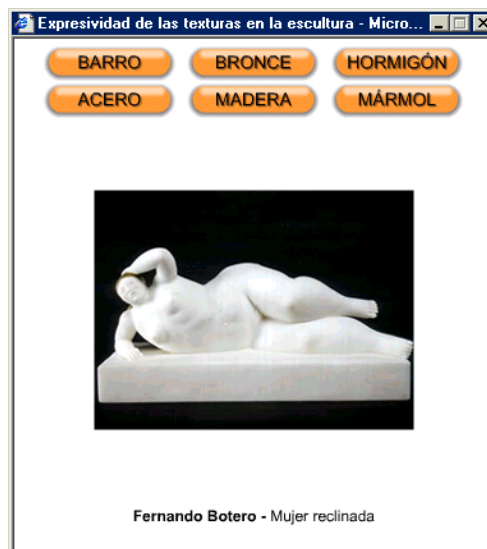 Expresividad de las texturas en la escultura - Micro...
BARRO BRONCE HORMIGÓN
ACERO MADERA MÁRMOL
Fernando Botero - Mujer reclinada